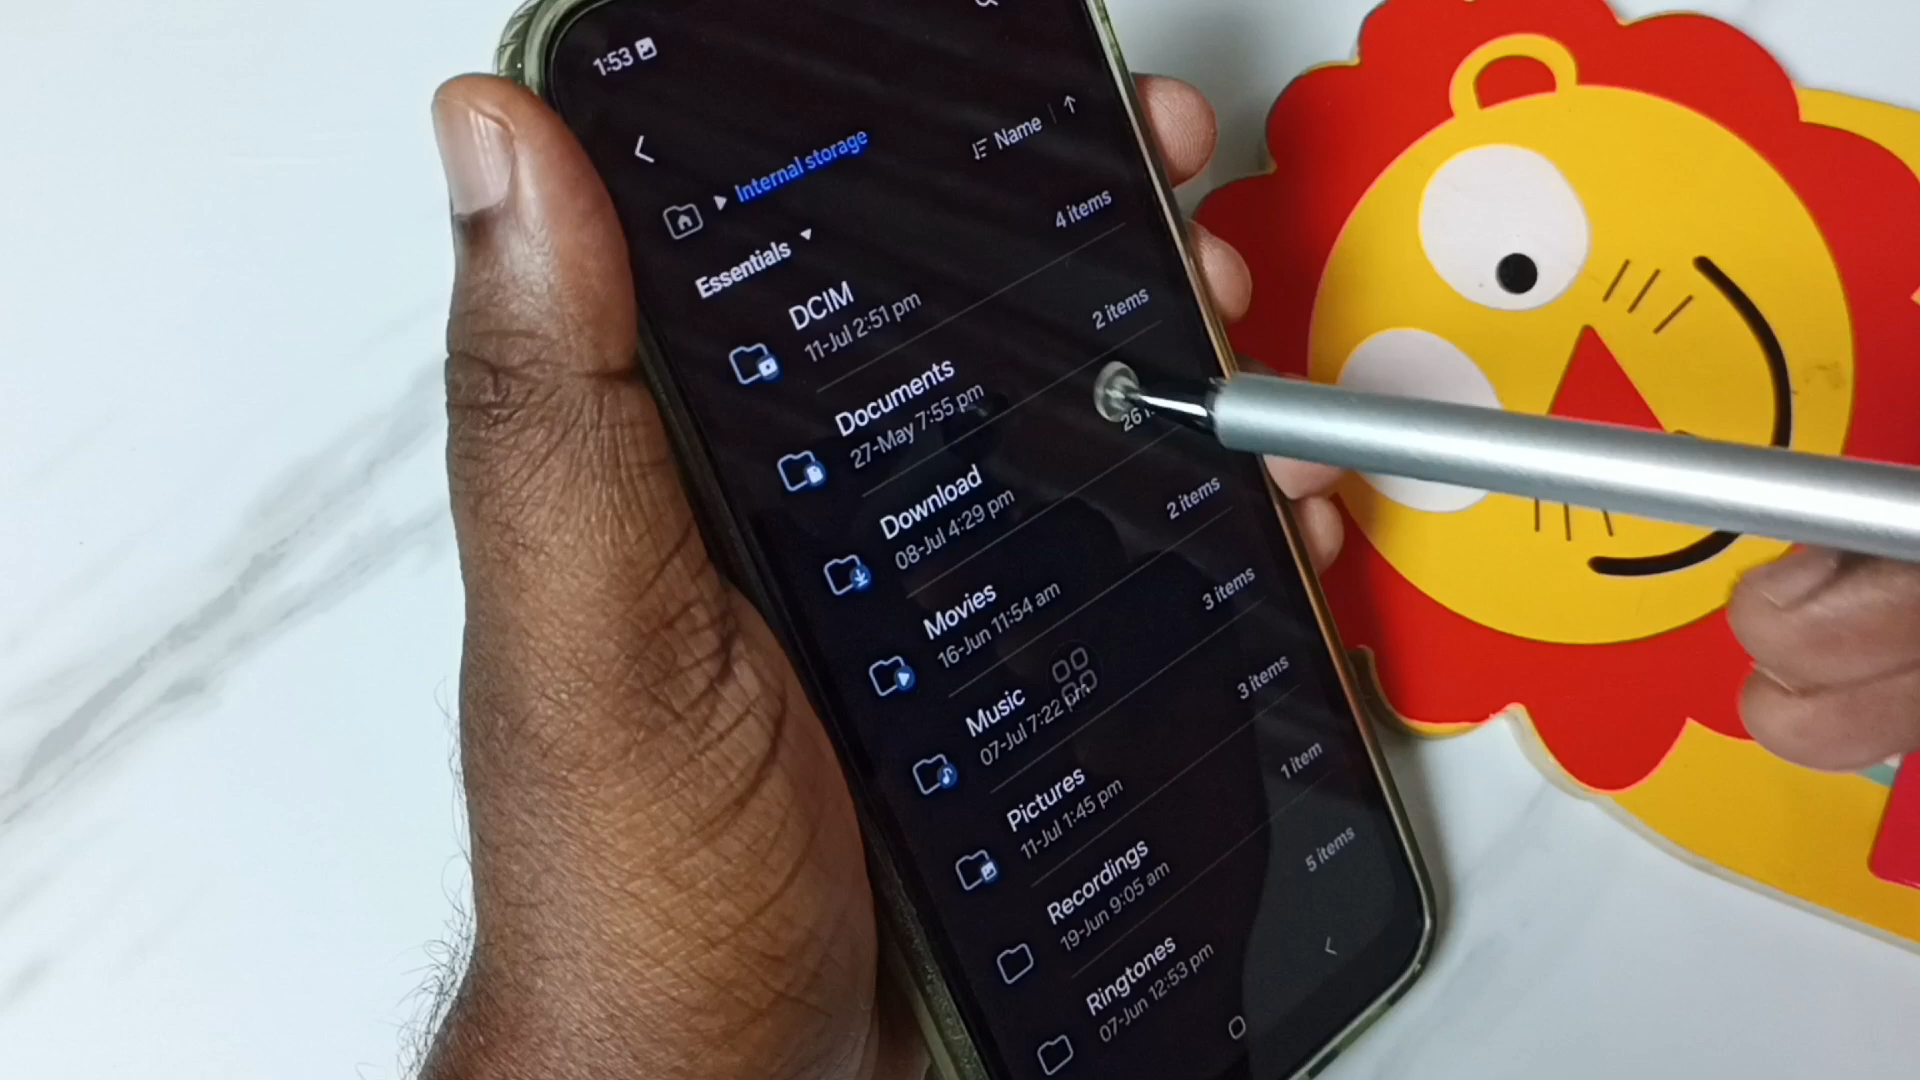 1:53
Name
Internal storage
Essentials
DCIM
11-Jul 2:51 pm
4 items
Documents
27-May 7:55 pm
2 items
Download
08-Jul 4:29 pm
26
Movies
16-Jun 11:54 am
2 items
Music
07-Jul 7:22 pm
3 items
Pictures
11-Jul 1:45 pm
3 items
Recordings
19-Jun 9:05 am
1 item
Ringtones
07-Jun 12:53 pm
5 items